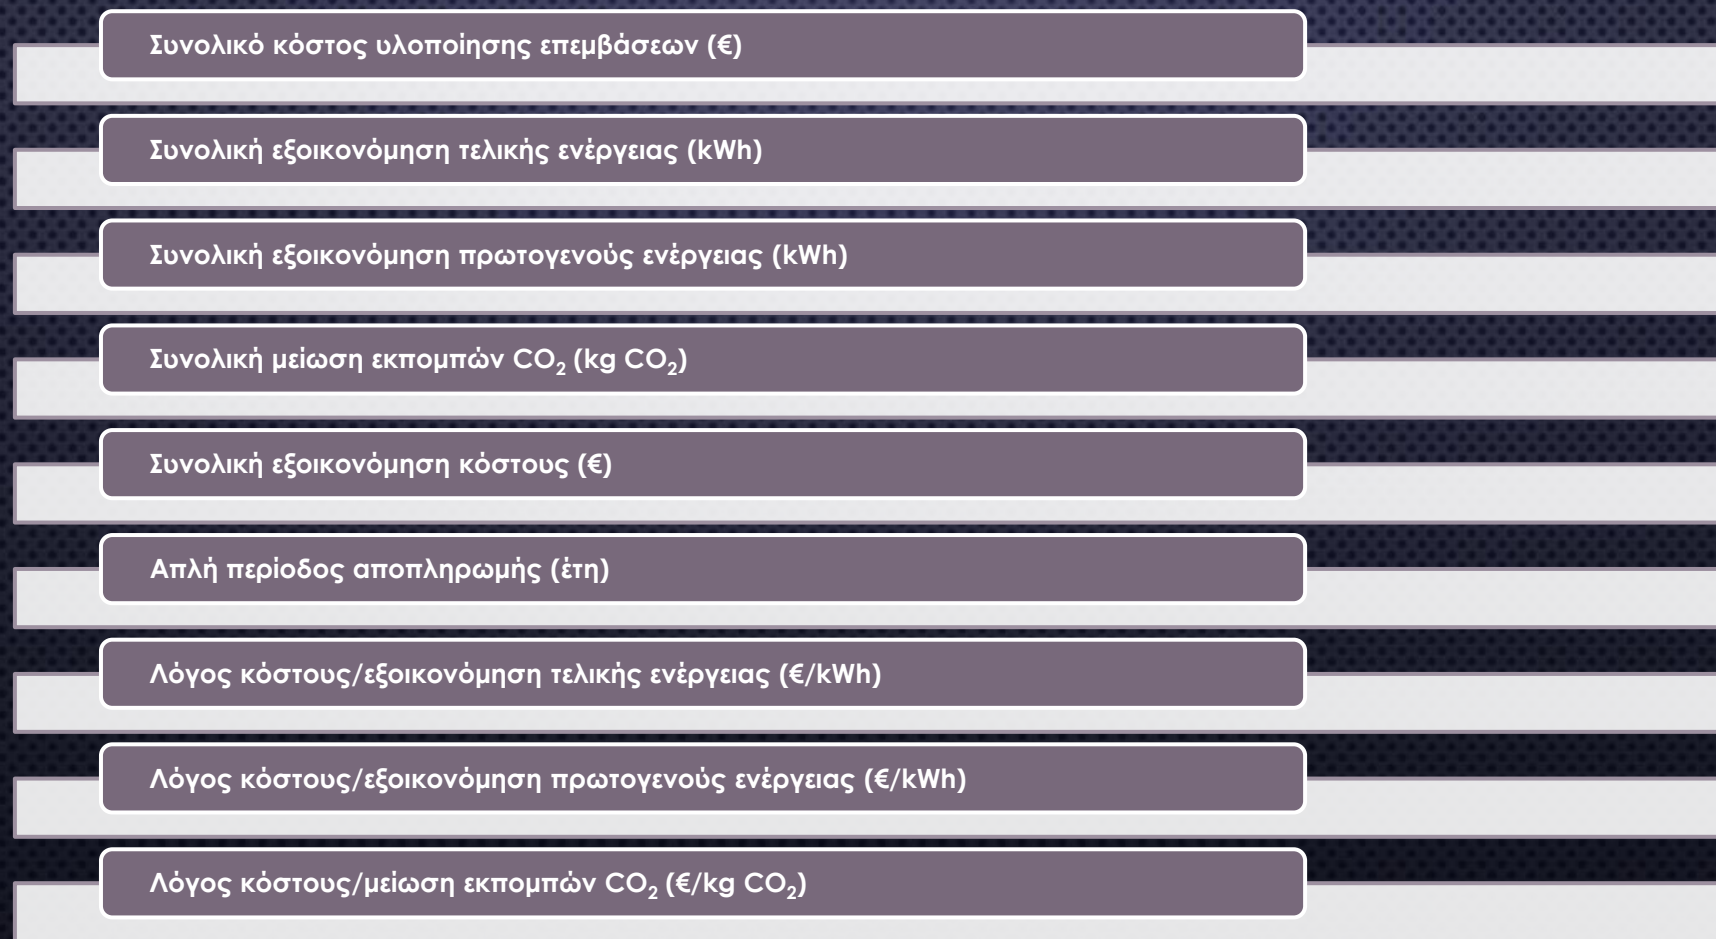 Συνολικό κόστος υλοποίησης επεμβάσεων (€)
Συνολική εξοικονόμηση τελικής ενέργειας (kWh)
Συνολική εξοικονόμηση πρωτογενούς ενέργειας (kWh)
Συνολική μείωση εκπομπών CO₂ (kg CO₂)
Συνολική εξοικονόμηση κόστους (€)
Απλή περίοδος αποπληρωμής (έτη)
Λόγος κόστους/εξοικονόμηση τελικής ενέργειας (€/kWh)
Λόγος κόστους/εξοικονόμηση πρωτογενούς ενέργειας (€/kWh)
Λόγος κόστους/μείωση εκπομπών CO₂ (€/kg CO₂)